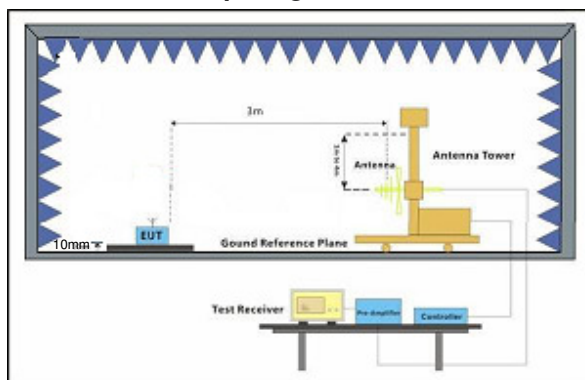 3m
Antenna
Antenna Tower
EUT
10mm
Gound Reference Plane
Test Receiver
Pre-Amplifier
Controller